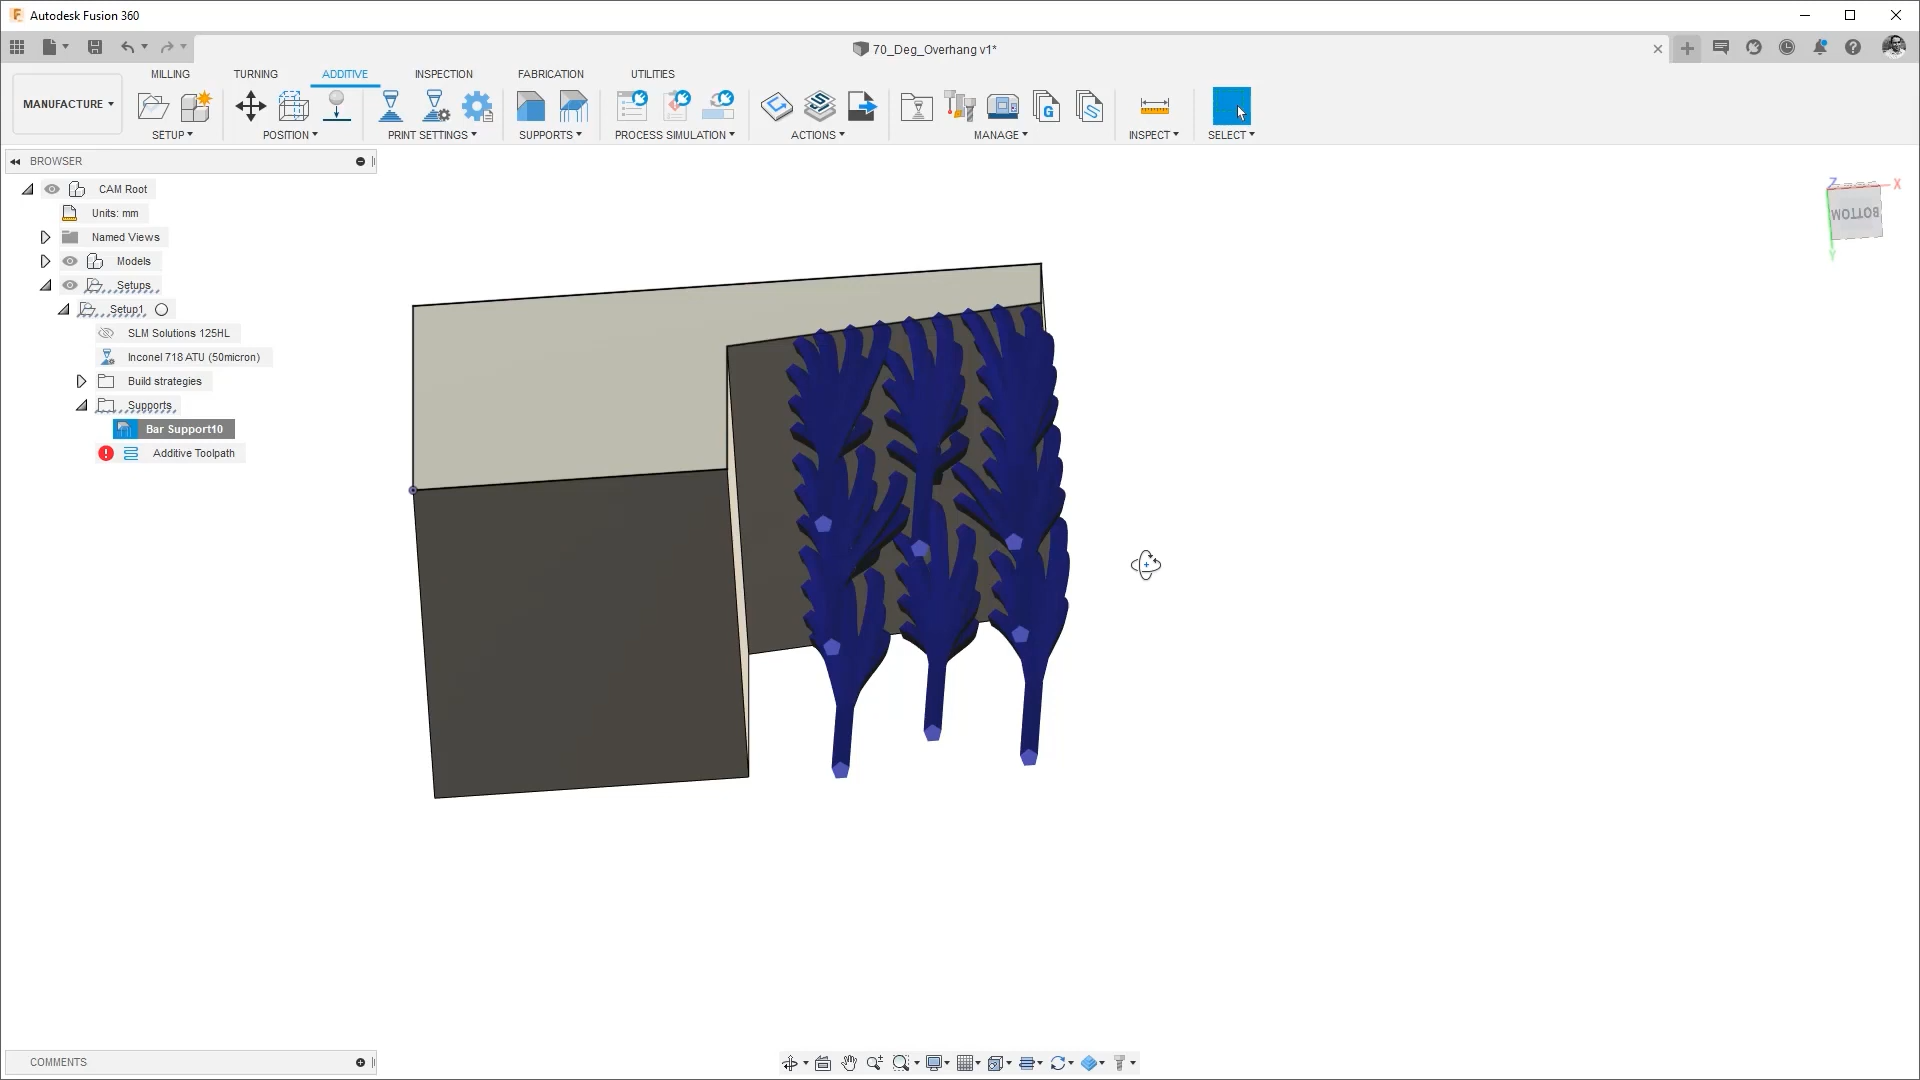 Autodesk Fusion 360
70_Deg_Overhang v1*
MANUFACTURE
MILLING TURNING ADDITIVE INSPECTION FABRICATION UTILITIES
SETUP POSITION PRINT SETTINGS SUPPORTS PROCESS SIMULATION ACTIONS MANAGE INSPECT SELECT
BROWSER
CAM Root
Units: mm
Named Views
Models
Setups
Setup1
SLM Solutions 125HL
Inconel 718 ATU (50micron)
Build strategies
Supports
Bar Support10
Additive Toolpath
Z
X
BOTTOM
Y
COMMENTS